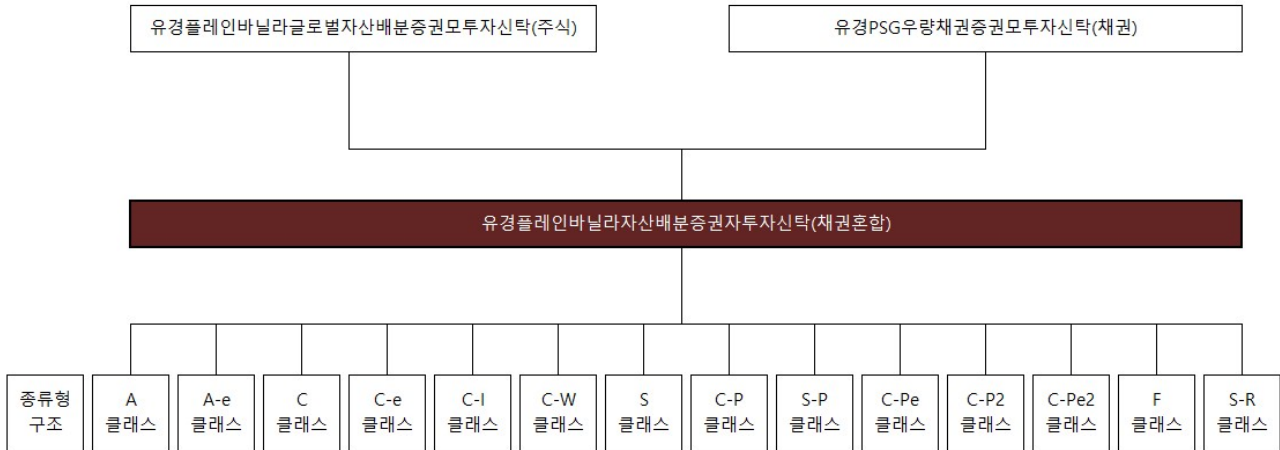 유경플레인바닐라글로벌자산배분증권모투자신탁(주식)
유경PSG우량채권증권모투자신탁(채권)
유경플레인바닐라자산배분증권자투자신탁(채권혼합)
종류형
구조
A
클래스
A-e
클래스
C
클래스
C-e
클래스
C-I
클래스
C-W
클래스
S
클래스
C-P
클래스
S-P
클래스
C-Pe
클래스
C-P2
클래스
C-Pe2
클래스
F
클래스
S-R
클래스